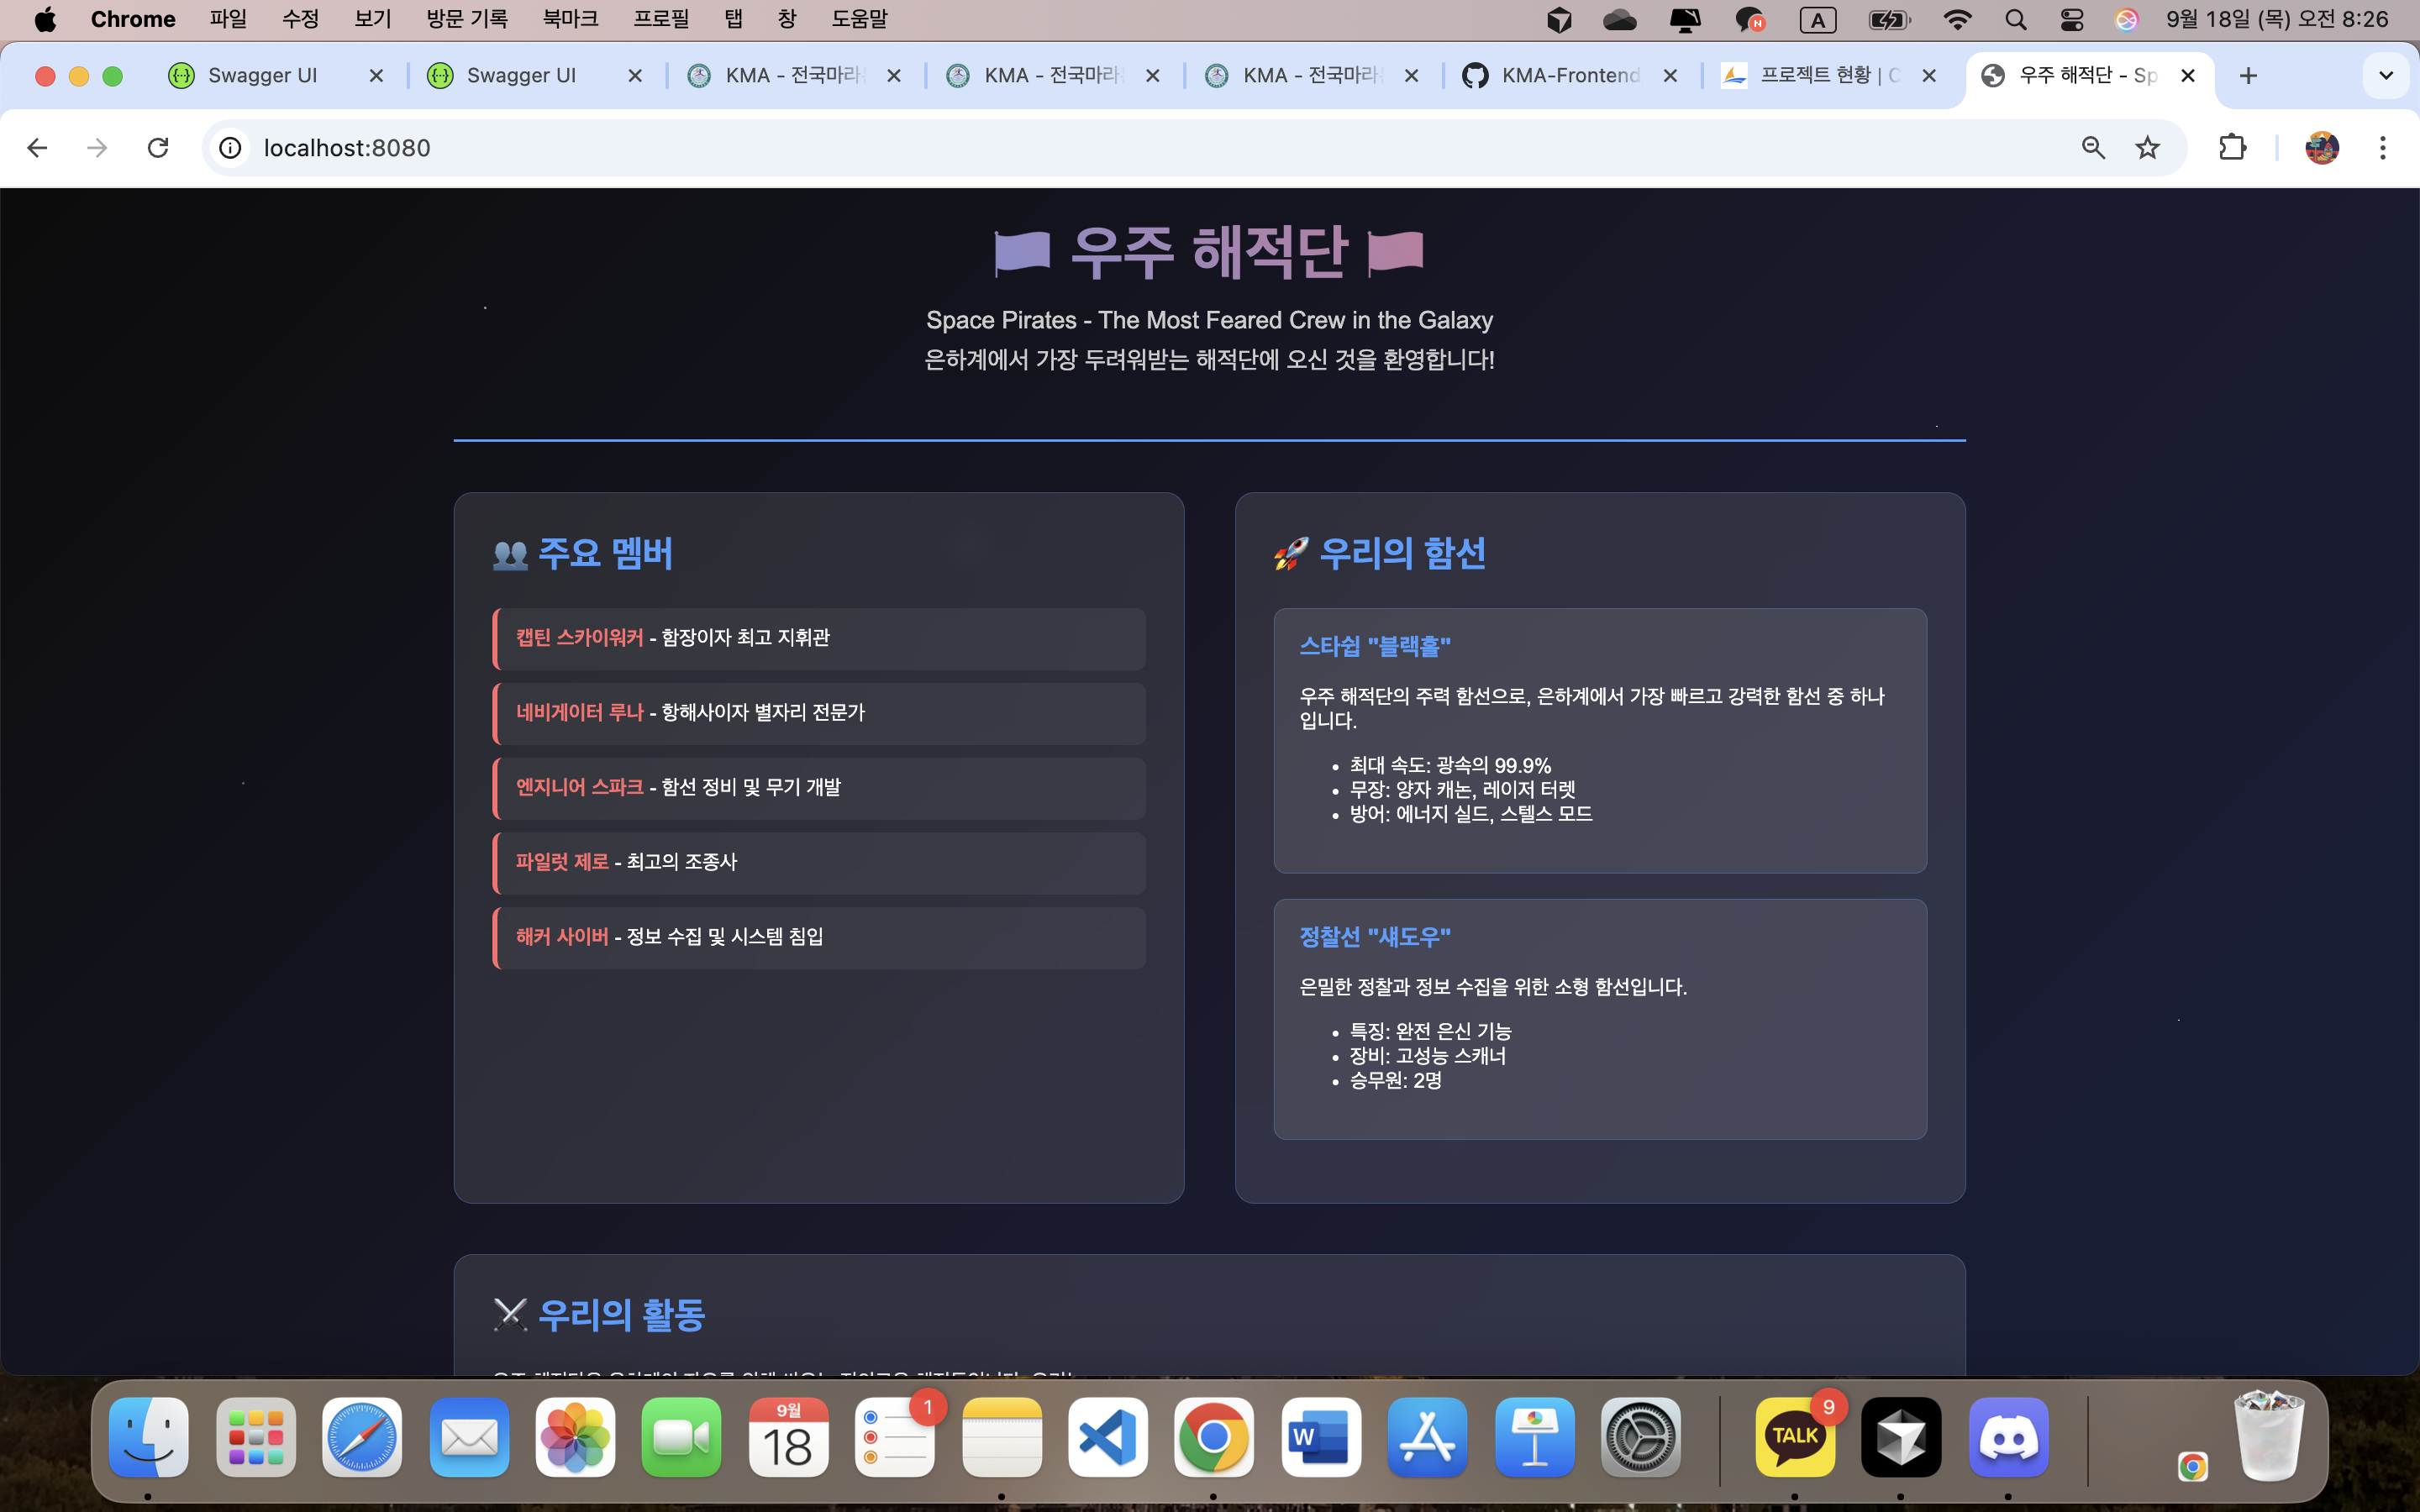 Chrome 파일 수정 보기 방문 기록 북마크 프로필 탭 창 도움말 A 9월 18일 (목) 오전 8:26
Swagger UI Swagger UI KMA - 전국마라 KMA - 전국마라 KMA - 전국마라 KMA-Frontend 프로젝트 현황 | C 우주 해적단 - Sp
localhost:8080
우주 해적단
Space Pirates - The Most Feared Crew in the Galaxy
은하계에서 가장 두려워받는 해적단에 오신 것을 환영합니다!
주요 멤버
캡틴 스카이워커 - 함장이자 최고 지휘관
네비게이터 루나 - 항해사이자 별자리 전문가
엔지니어 스파크 - 함선 정비 및 무기 개발
파일럿 제로 - 최고의 조종사
해커 사이버 - 정보 수집 및 시스템 침입
우리의 함선
스타쉽 "블랙홀"
우주 해적단의 주력 함선으로, 은하계에서 가장 빠르고 강력한 함선 중 하나
입니다.
• 최대 속도: 광속의 99.9%
• 무장: 양자 캐논, 레이저 터렛
• 방어: 에너지 실드, 스텔스 모드
정찰선 "섀도우"
은밀한 정찰과 정보 수집을 위한 소형 함선입니다.
• 특징: 완전 은신 기능
• 장비: 고성능 스캐너
• 승무원: 2명
우리의 활동
9월
18
1
W
TALK
9